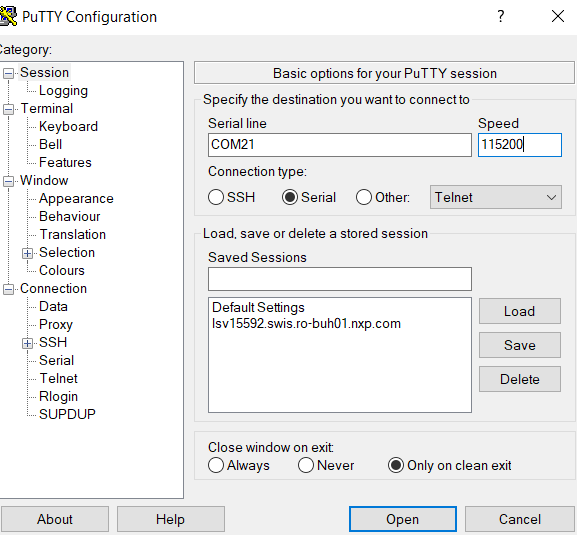 PuTTY Configuration
?
Category:
Session
Logging
Terminal
Keyboard
Bell
Features
Window
Appearance
Behaviour
Translation
Selection
Colours
Connection
Data
Proxy
SSH
Serial
Telnet
Rlogin
SUPDUP
Basic options for your PuTTY session
Specify the destination you want to connect to
Serial line Speed
COM21 115200
Connection type:
SSH Serial Other: Telnet
Load, save or delete a stored session
Saved Sessions
Default Settings
lsv15592.swis.ro-buh01.nxp.com
Load
Save
Delete
Close window on exit:
Always Never Only on clean exit
About Help Open Cancel